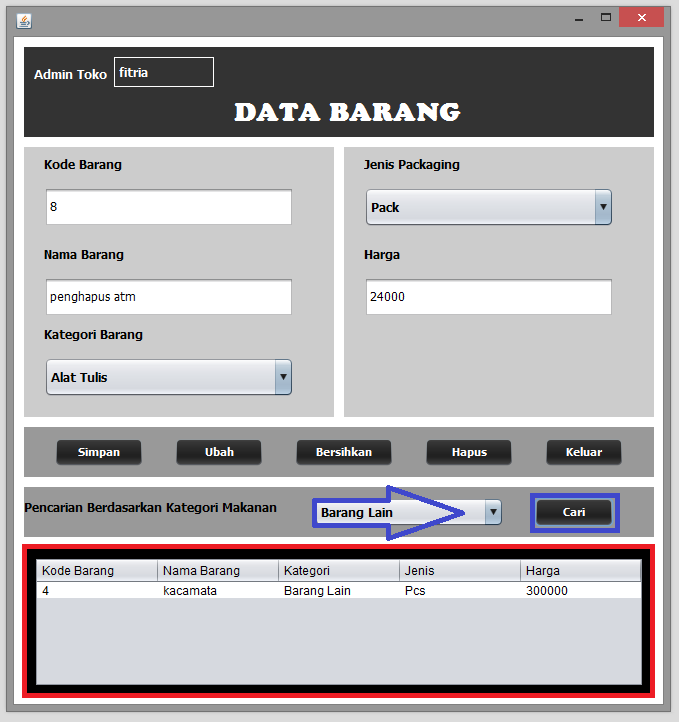 Admin Toko fitria
DATA BARANG
Kode Barang
8
Nama Barang
penghapus atm
Kategori Barang
Alat Tulis
Jenis Packaging
Pack
Harga
24000
Simpan Ubah Bersihkan Hapus Keluar
Pencarian Berdasarkan Kategori Makanan Barang Lain Cari
Kode Barang Nama Barang Kategori Jenis Harga
4 kacamata Barang Lain Pcs 300000